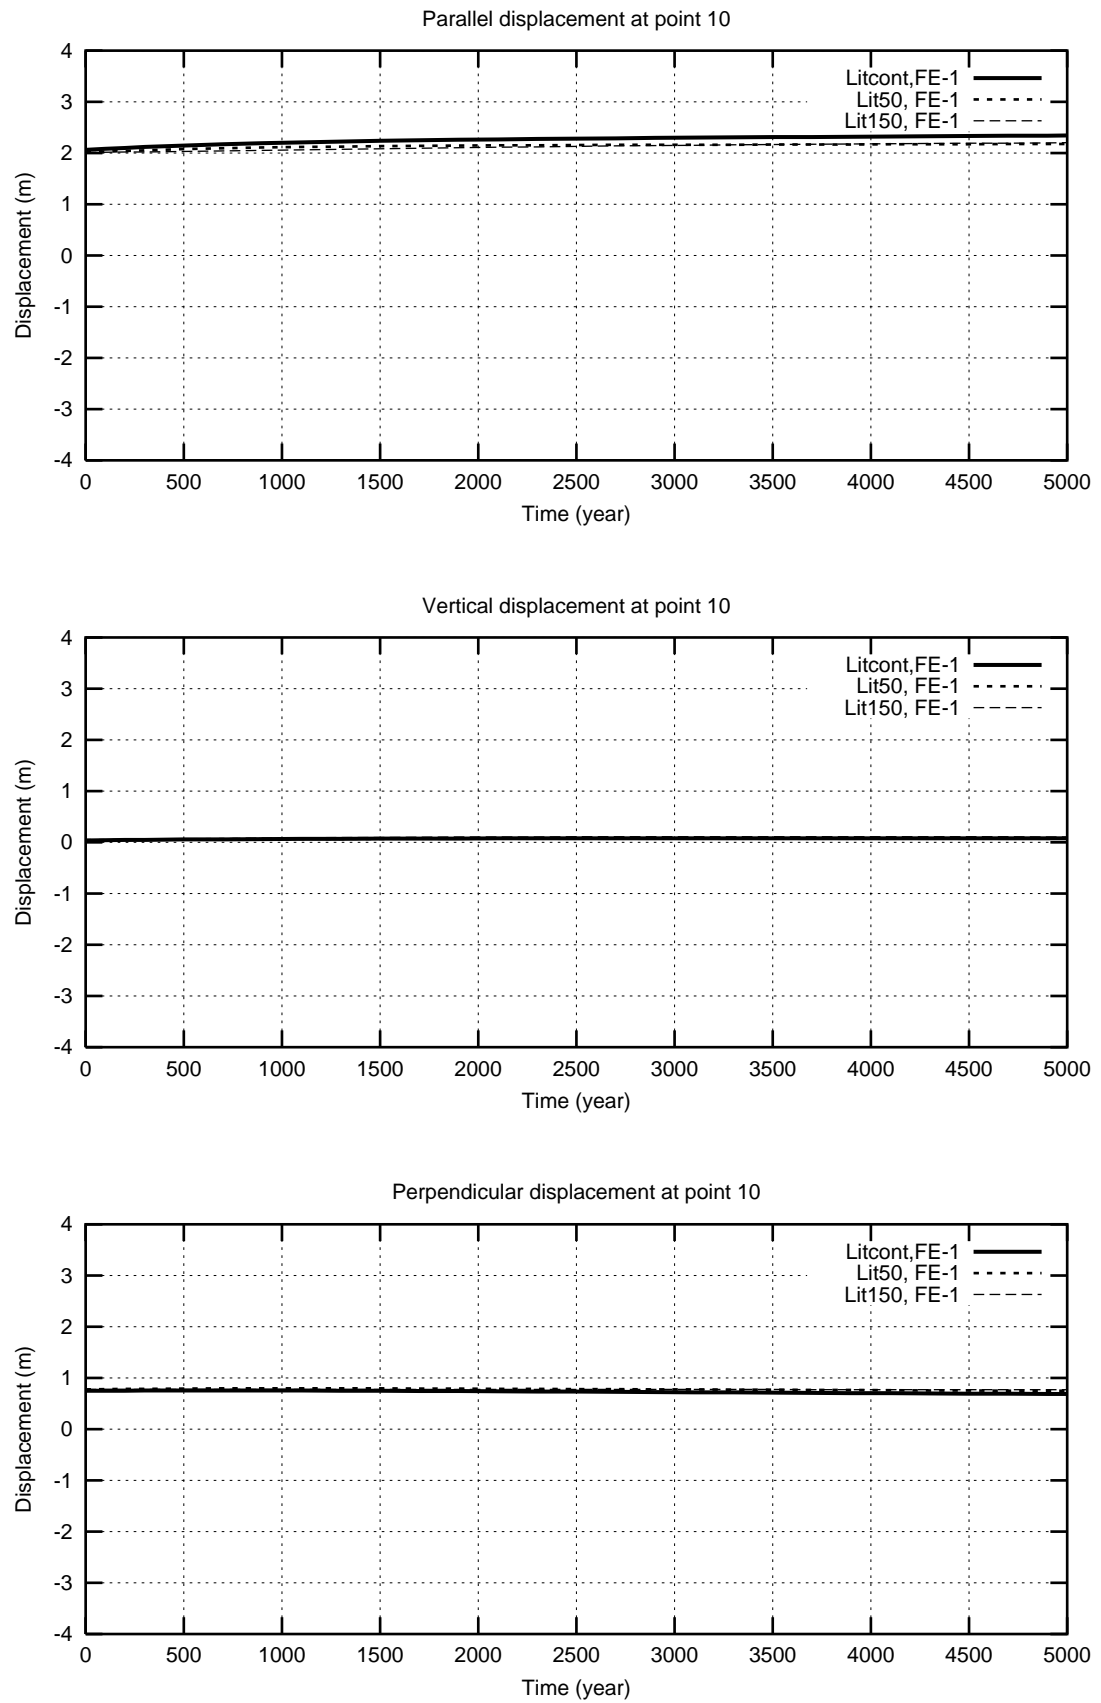 Parallel displacement at point 10
4
3
2
1
0
-1
-2
-3
-4
Displacement (m)
Litcont,FE-1
Lit50, FE-1
Lit150, FE-1
0 500 1000 1500 2000 2500 3000 3500 4000 4500 5000
Time (year)
Vertical displacement at point 10
4
3
2
1
0
-1
-2
-3
-4
Displacement (m)
Litcont,FE-1
Lit50, FE-1
Lit150, FE-1
0 500 1000 1500 2000 2500 3000 3500 4000 4500 5000
Time (year)
Perpendicular displacement at point 10
4
3
2
1
0
-1
-2
-3
-4
Displacement (m)
Litcont,FE-1
Lit50, FE-1
Lit150, FE-1
0 500 1000 1500 2000 2500 3000 3500 4000 4500 5000
Time (year)